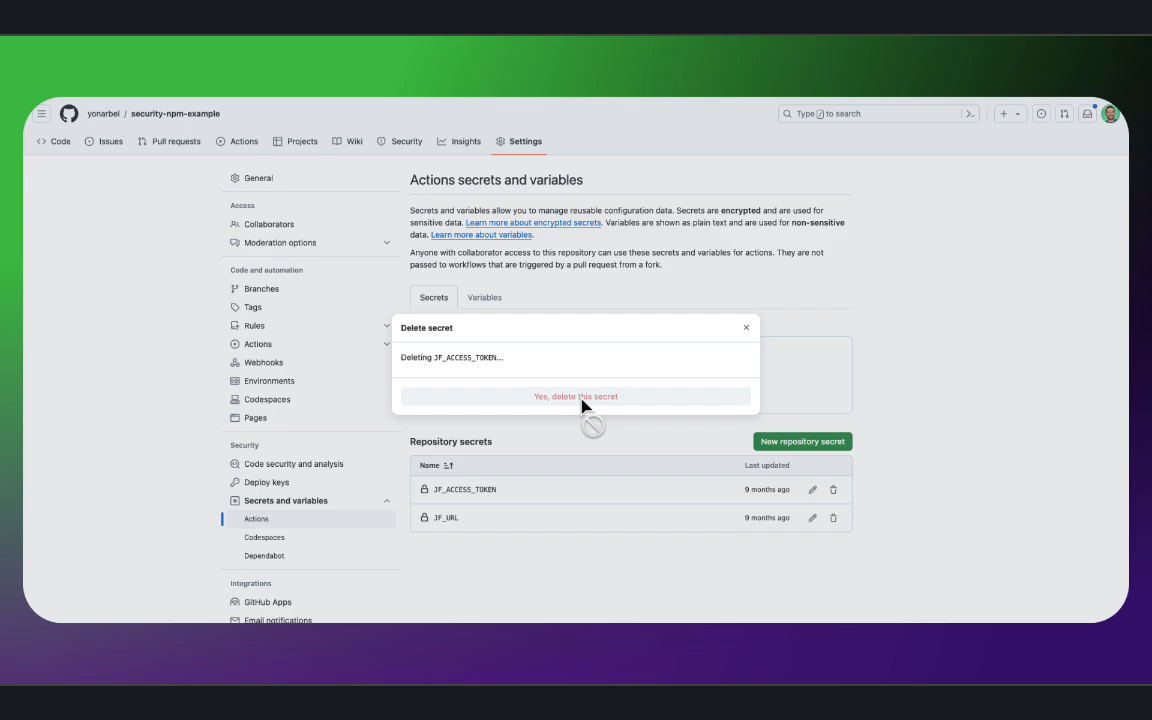 yonarbel / security-npm-example
Type / to search
Code
Issues
Pull requests
Actions
Projects
Wiki
Security
Insights
Settings
General
Access
Collaborators
Moderation options
Code and automation
Branches
Tags
Rules
Actions
Webhooks
Environments
Codespaces
Pages
Security
Code security and analysis
Deploy keys
Secrets and variables
Actions
Codespaces
Dependabot
Integrations
GitHub Apps
Email notifications
Actions secrets and variables
Secrets and variables allow you to manage reusable configuration data. Secrets are encrypted and are used for
sensitive data. Learn more about encrypted secrets. Variables are shown as plain text and are used for non-sensitive
data. Learn more about variables.
Anyone with collaborator access to this repository can use these secrets and variables for actions. They are not
passed to workflows that are triggered by a pull request from a fork.
Secrets
Variables
Delete secret
Deleting JF_ACCESS_TOKEN...
Yes, delete this secret
Repository secrets
New repository secret
Name
Last updated
JF_ACCESS_TOKEN
9 months ago
JF_URL
9 months ago